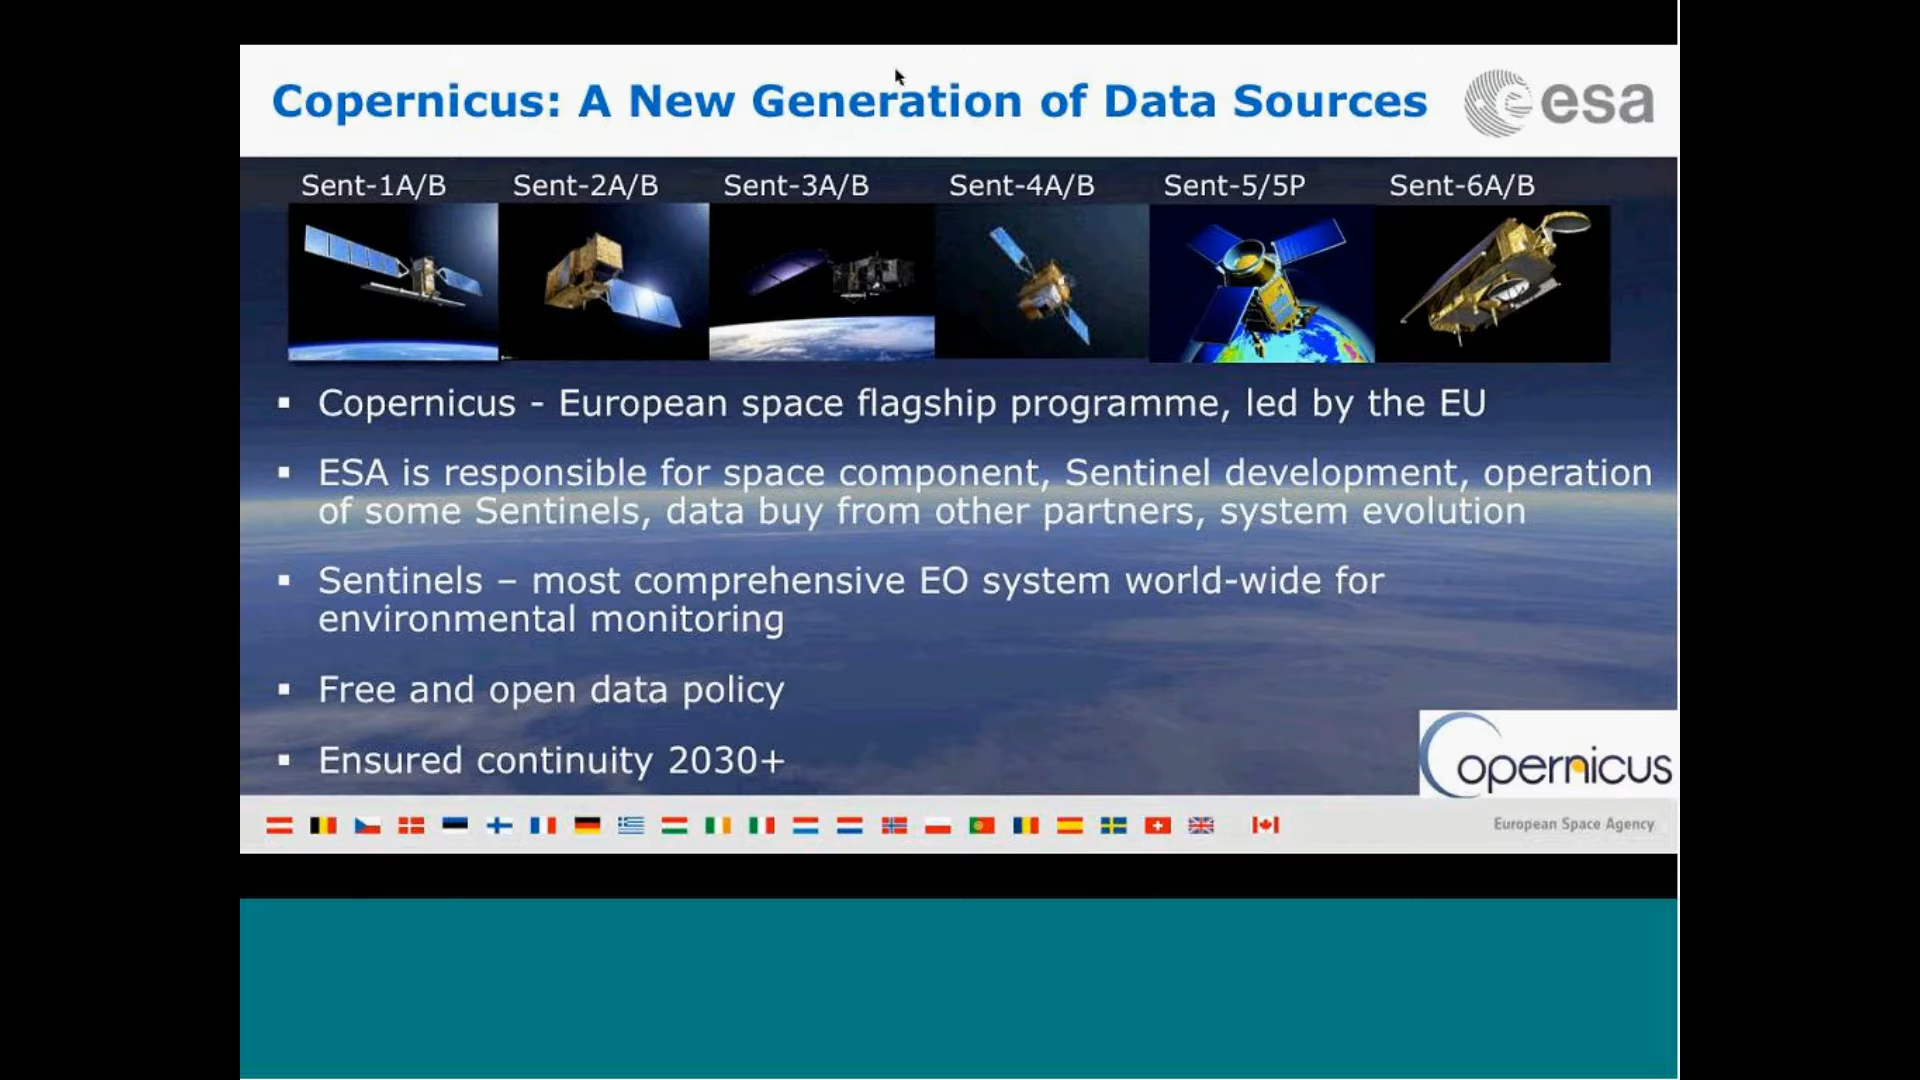 Copernicus: A New Generation of Data Sources
esa
Sent-1A/B Sent-2A/B Sent-3A/B Sent-4A/B Sent-5/5P Sent-6A/B
▪ Copernicus - European space flagship programme, led by the EU
▪ ESA is responsible for space component, Sentinel development, operation
of some Sentinels, data buy from other partners, system evolution
▪ Sentinels – most comprehensive EO system world-wide for
environmental monitoring
▪ Free and open data policy
▪ Ensured continuity 2030+
Copernicus
European Space Agency